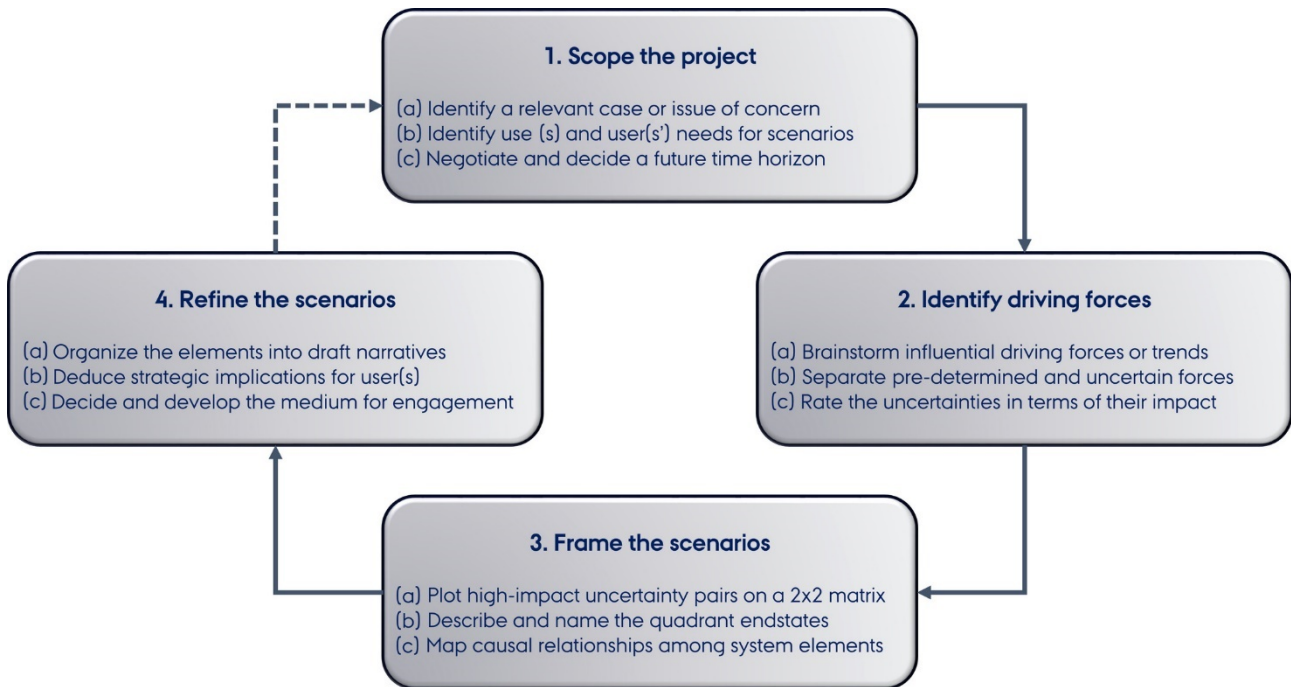 1. Scope the project
(a) Identify a relevant case or issue of concern
(b) Identify use (s) and user(s’) needs for scenarios
(c) Negotiate and decide a future time horizon
2. Identify driving forces
(a) Brainstorm influential driving forces or trends
(b) Separate pre-determined and uncertain forces
(c) Rate the uncertainties in terms of their impact
3. Frame the scenarios
(a) Plot high-impact uncertainty pairs on a 2x2 matrix
(b) Describe and name the quadrant endstates
(c) Map causal relationships among system elements
4. Refine the scenarios
(a) Organize the elements into draft narratives
(b) Deduce strategic implications for user(s)
(c) Decide and develop the medium for engagement